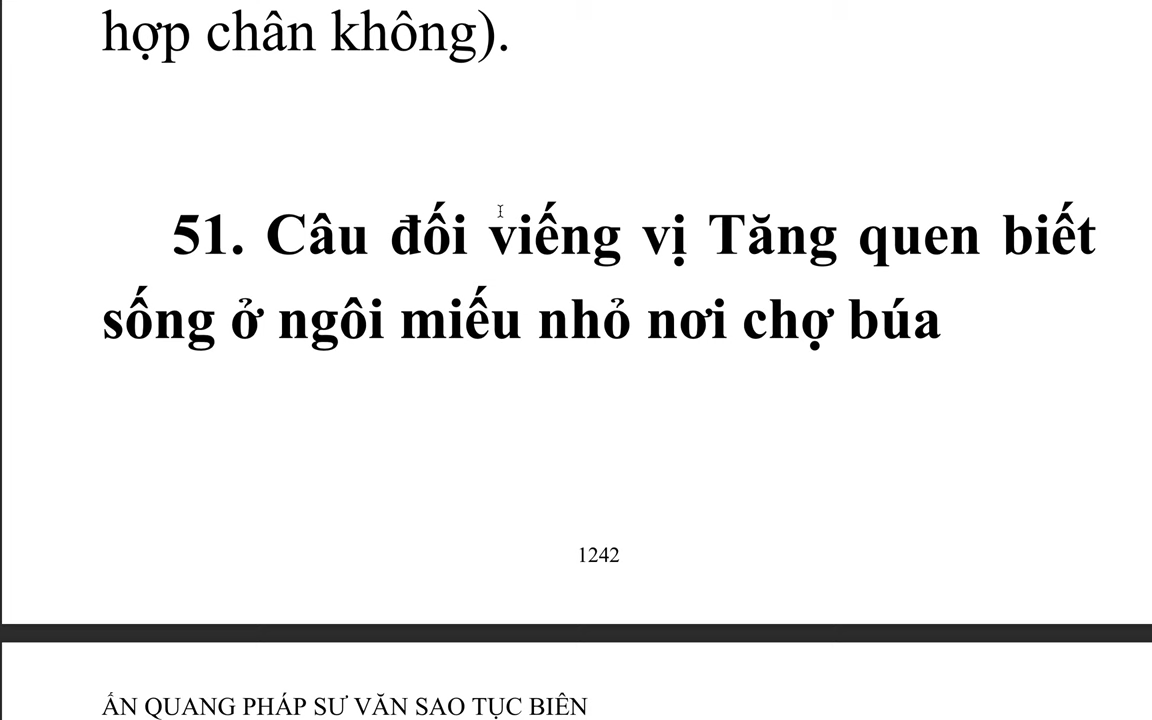 hợp chân không).
51. Câu đối viếng vị Tăng quen biết
sống ở ngôi miếu nhỏ nơi chợ búa
1242
ẤN QUANG PHÁP SƯ VĂN SAO TỤC BIÊN